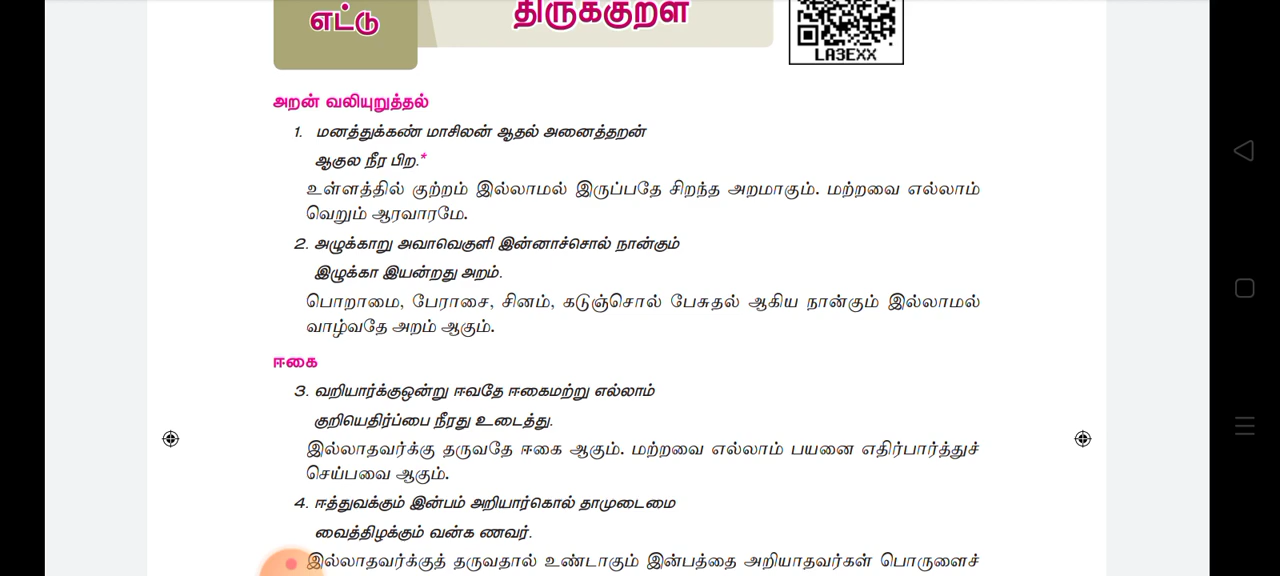 எட்டு
திருக்குறள்
LA3EXX
அறன் வலியுறுத்தல்
1. மனத்துக்கண் மாசிலன் ஆதல் அனைத்தறன்
ஆகுல நீர பிற.*
உள்ளத்தில் குற்றம் இல்லாமல் இருப்பதே சிறந்த அறமாகும். மற்றவை எல்லாம்
வெறும் ஆரவாரமே.
2. அழுக்காறு அவாவெகுளி இன்னாச்சொல் நான்கும்
இழுக்கா இயன்றது அறம்.
பொறாமை, பேராசை, சினம், கடுஞ்சொல் பேசுதல் ஆகிய நான்கும் இல்லாமல்
வாழ்வதே அறம் ஆகும்.
ஈகை
3. வறியார்க்குஒன்று ஈவதே ஈகைமற்று எல்லாம்
குறியெதிர்ப்பை நீரது உடைத்து.
இல்லாதவர்க்கு தருவதே ஈகை ஆகும். மற்றவை எல்லாம் பயனை எதிர்பார்த்துச்
செய்பவை ஆகும்.
4. ஈத்துவக்கும் இன்பம் அறியார்கொல் தாமுடைமை
வைத்திழக்கும் வன்க ணவர்.
இல்லாதவர்க்குத் தருவதால் உண்டாகும் இன்பத்தை அறியாதவர்கள் பொருளைச்